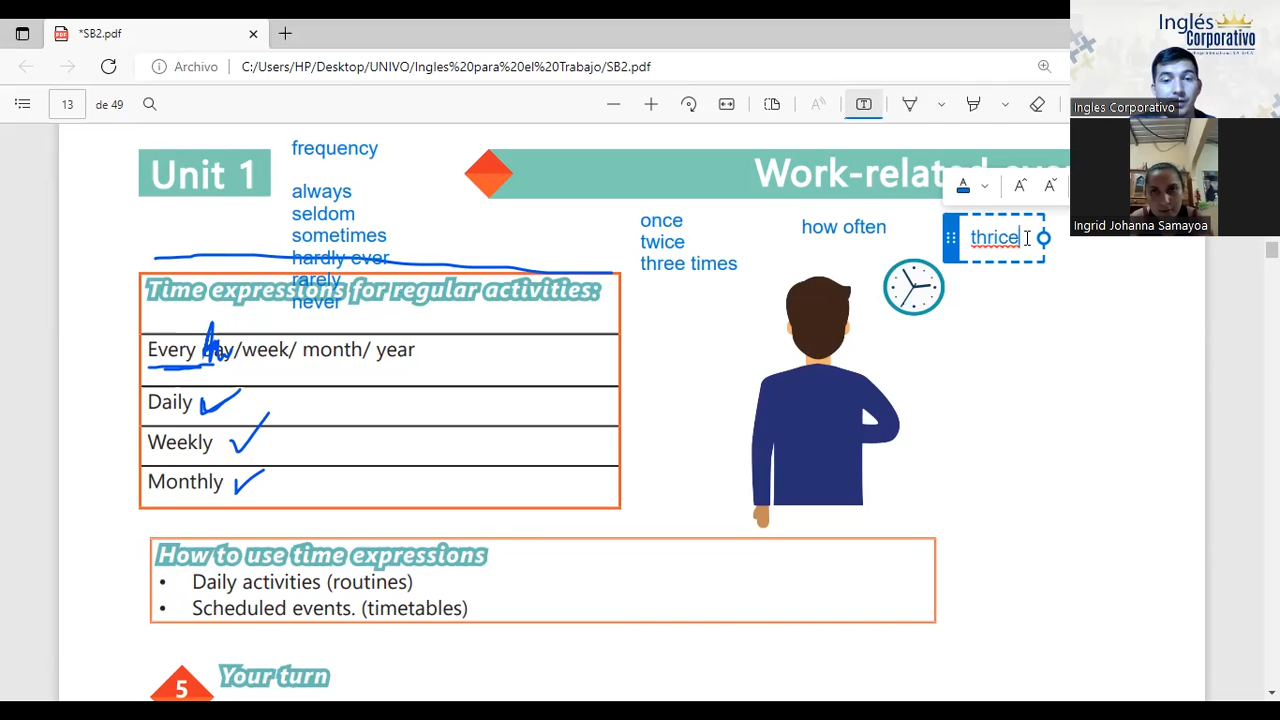 *SB2.pdf
Archivo
C:/Users/HP/Desktop/UNIVO/Ingles%20para%20el%20Trabajo/SB2.pdf
13
de 49
Inglés
Corporativo
Ingles Corporativo
Ingrid Johanna Samayoa
frequency
Unit 1
Work-related
always
seldom
sometimes
hardly ever
rarely
never
once
twice
three times
how often
thrice
Time expressions for regular activities:
Every day/week/ month/ year
Daily
Weekly
Monthly
How to use time expressions
• Daily activities (routines)
• Scheduled events. (timetables)
5
Your turn